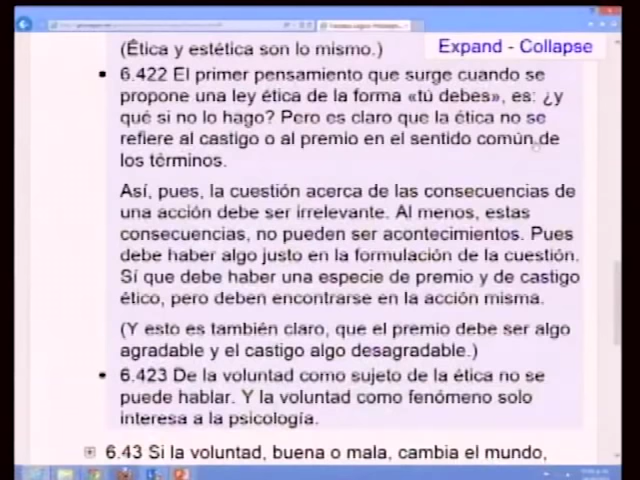 (Ética y estética son lo mismo.)
Expand - Collapse
6.422 El primer pensamiento que surge cuando se
propone una ley ética de la forma «tú debes», es: ¿y
qué si no lo hago? Pero es claro que la ética no se
refiere al castigo o al premio en el sentido común de
los términos.
Así, pues, la cuestión acerca de las consecuencias de
una acción debe ser irrelevante. Al menos, estas
consecuencias, no pueden ser acontecimientos. Pues
debe haber algo justo en la formulación de la cuestión.
Sí que debe haber una especie de premio y de castigo
ético, pero deben encontrarse en la acción misma.
(Y esto es también claro, que el premio debe ser algo
agradable y el castigo algo desagradable.)
6.423 De la voluntad como sujeto de la ética no se
puede hablar. Y la voluntad como fenómeno solo
interesa a la psicología.
6.43 Si la voluntad, buena o mala, cambia el mundo,